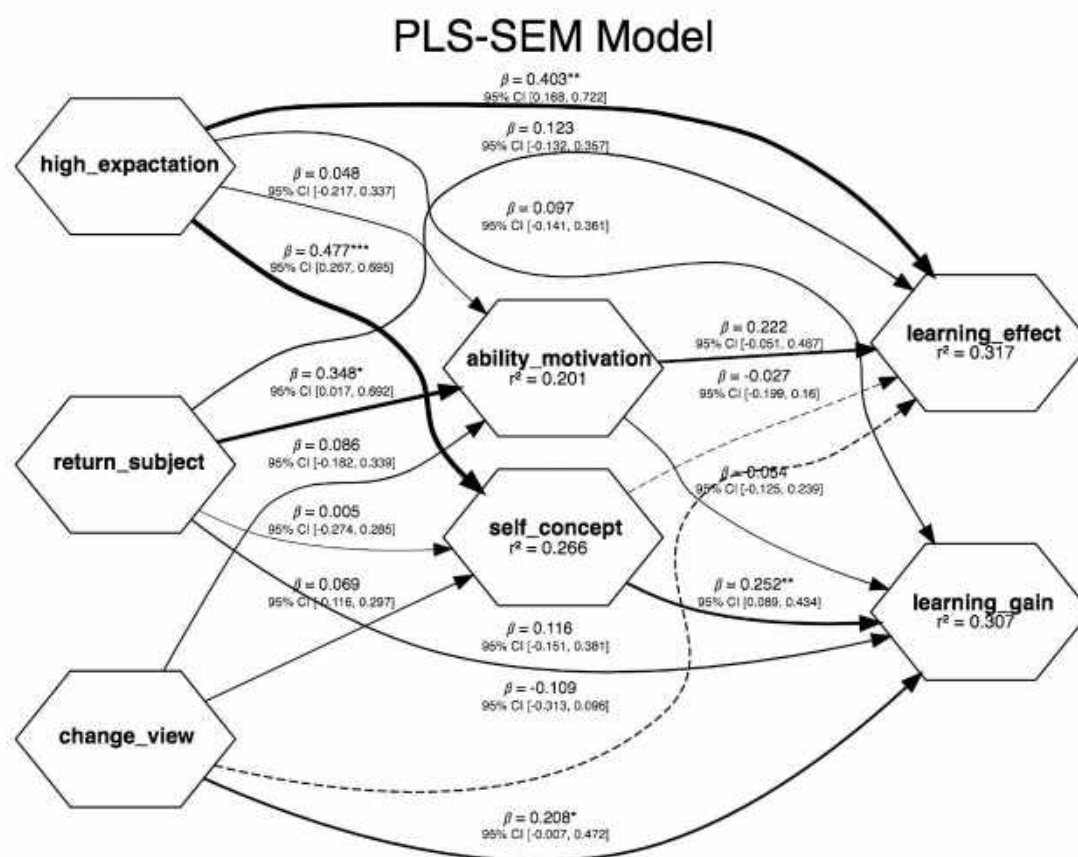 PLS-SEM Model
β = 0.403**
95% CI [0.168, 0.722]
high_expactation
β = 0.123
95% CI [-0.132, 0.357]
β = 0.048
95% CI [-0.217, 0.337]
β = 0.097
95% CI [-0.141, 0.361]
β = 0.477***
95% CI [0.267, 0.695]
learning_effect
r² = 0.317
ability_motivation
r² = 0.201
β = 0.222
95% CI [-0.051, 0.487]
β = 0.348*
95% CI [0.017, 0.692]
β = -0.027
95% CI [-0.199, 0.16]
return_subject
β = 0.086
95% CI [-0.182, 0.339]
β = 0.054
95% CI [-0.125, 0.239]
β = 0.005
95% CI [-0.274, 0.285]
self_concept
r² = 0.266
β = 0.069
95% CI [-0.116, 0.297]
β = 0.252**
95% CI [0.089, 0.434]
learning_gain
r² = 0.307
β = 0.116
95% CI [-0.151, 0.381]
β = -0.109
95% CI [-0.313, 0.096]
change_view
β = 0.208*
95% CI [-0.007, 0.472]